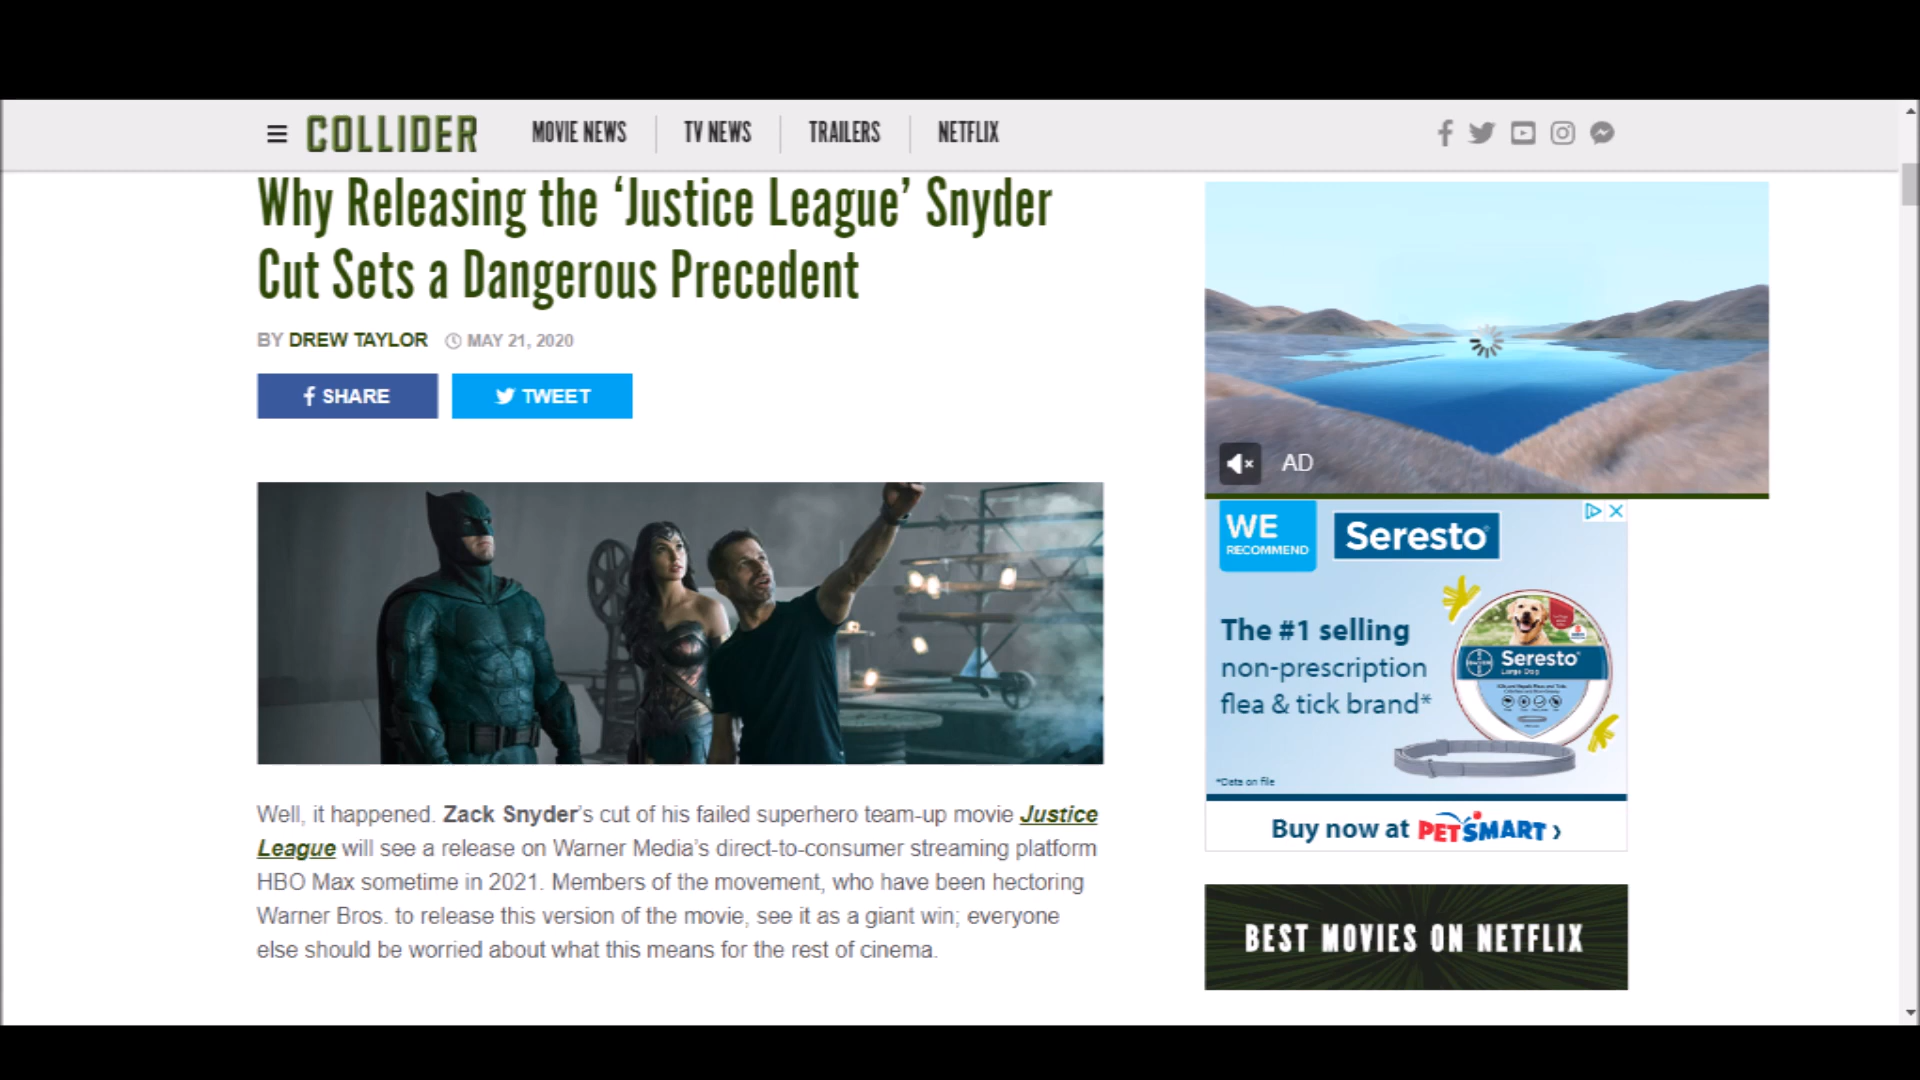 COLLIDER
MOVIE NEWS
TV NEWS
TRAILERS
NETFLIX
Why Releasing the ‘Justice League’ Snyder
Cut Sets a Dangerous Precedent
BY DREW TAYLOR MAY 21, 2020
SHARE
TWEET
Well, it happened. Zack Snyder’s cut of his failed superhero team-up movie Justice
League will see a release on Warner Media’s direct-to-consumer streaming platform
HBO Max sometime in 2021. Members of the movement, who have been hectoring
Warner Bros. to release this version of the movie, see it as a giant win; everyone
else should be worried about what this means for the rest of cinema.
AD
WE
RECOMMEND
Seresto
The #1 selling
non-prescription
flea & tick brand*
Seresto
Large Dog
*Data on file
Buy now at PETSMART ›
BEST MOVIES ON NETFLIX